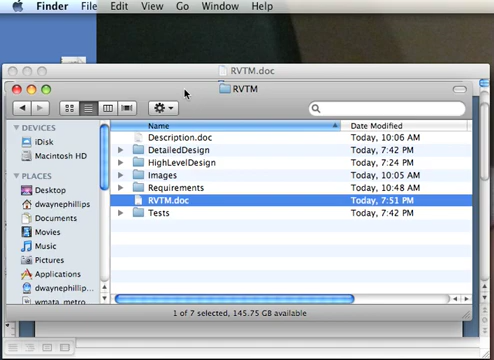 Finder File Edit View Go Window Help
RVTM.doc
RVTM
Name Date Modified
DEVICES
iDisk
Macintosh HD
PLACES
Desktop
dwaynephillips
Documents
Movies
Music
Pictures
Applications
dwaynephillip...
wmata_metro
Description.doc Today, 10:06 AM
DetailedDesign Today, 7:42 PM
HighLevelDesign Today, 7:24 PM
Images Today, 10:05 AM
Requirements Today, 10:48 AM
RVTM.doc Today, 7:51 PM
Tests Today, 7:42 PM
1 of 7 selected, 145.75 GB available